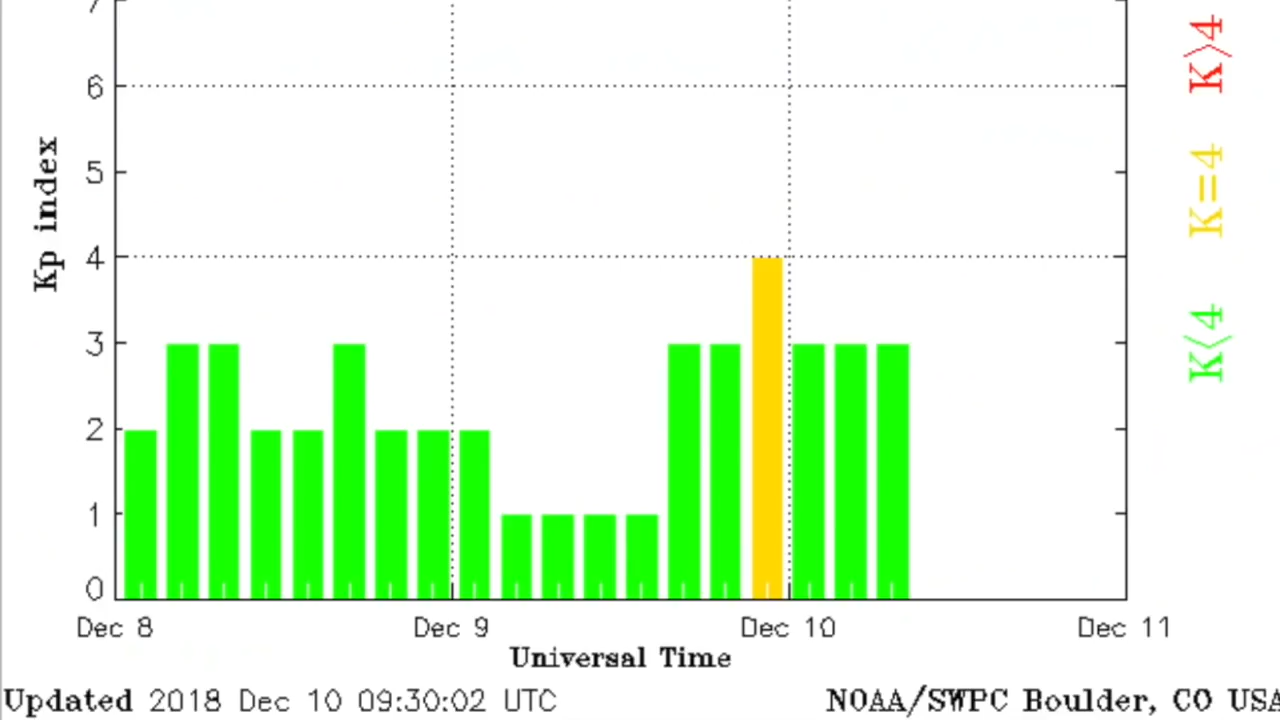 7
6
5
4
3
2
1
0
Kp index
Dec 8 Dec 9 Dec 10 Dec 11
Universal Time
Updated 2018 Dec 10 09:30:02 UTC
NOAA/SWPC Boulder, CO USA
K>4
K=4
K<4